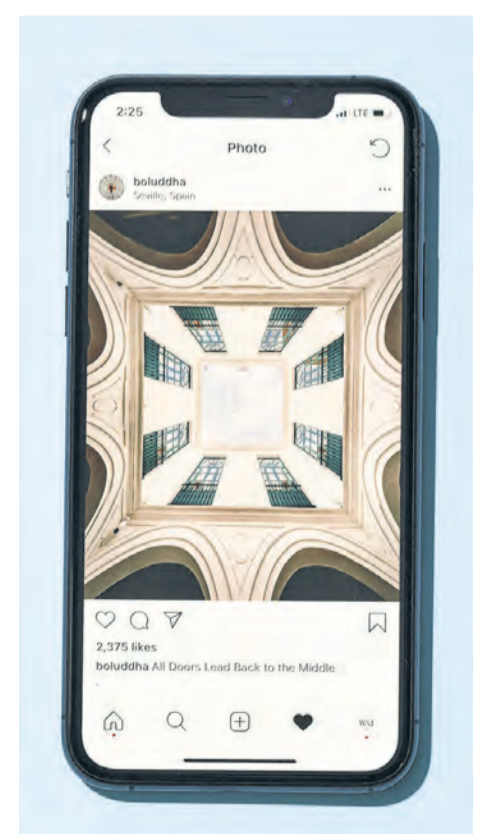 2:25
LTE
Photo
boluddha
Seville, Spain
2,375 likes
boluddha All Doors Lead Back to the Middle
.